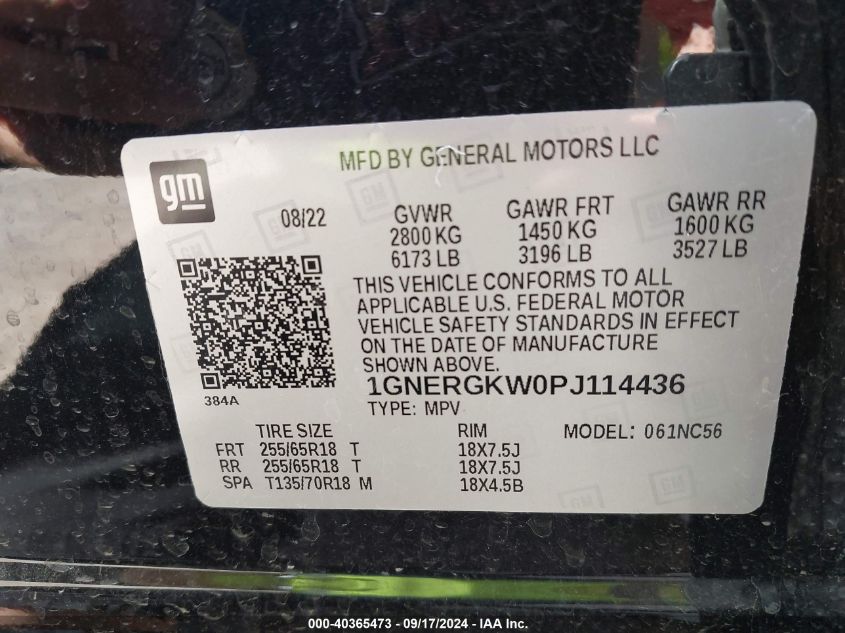 MFD BY GENERAL MOTORS LLC
gm
08/22
GVWR GAWR FRT GAWR RR
2800 KG 1450 KG 1600 KG
6173 LB 3196 LB 3527 LB
THIS VEHICLE CONFORMS TO ALL
APPLICABLE U.S. FEDERAL MOTOR
VEHICLE SAFETY STANDARDS IN EFFECT
ON THE DATE OF MANUFACTURE
SHOWN ABOVE.
384A
1GNERGKW0PJ114436
TYPE: MPV
TIRE SIZE RIM MODEL: 061NC56
FRT 255/65R18 T 18X7.5J
RR 255/65R18 T 18X7.5J
SPA T135/70R18 M 18X4.5B
000-40365473 - 09/17/2024 - IAA Inc.